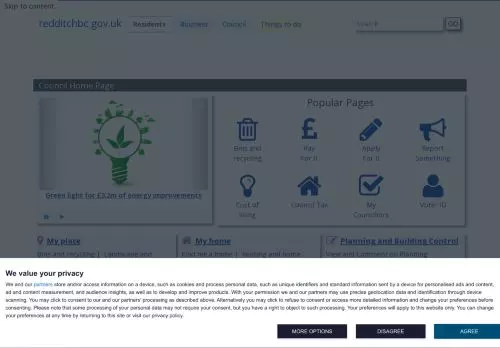 Skip to content
redditchbc.gov.uk Residents Business Council Things to do Search GO
Council Home Page
Popular Pages
Bins and recycling
Pay For It
Apply For It
Report Something
Green light for £3.2m of energy improvements
Cost of living
Council Tax
My Councillors
Voter ID
My place
My home
Planning and Building Control
Bins and recycling | Landscape and
Find me a home | Heating and home
View and Comment on Planning
We value your privacy
We and our partners store and/or access information on a device, such as cookies and process personal data, such as unique identifiers and standard information sent by a device for personalised ads and content,
ad and content measurement, and audience insights, as well as to develop and improve products. With your permission we and our partners may use precise geolocation data and identification through device
scanning. You may click to consent to our and our partners' processing as described above. Alternatively you may click to refuse to consent or access more detailed information and change your preferences before
consenting. Please note that some processing of your personal data may not require your consent, but you have a right to object to such processing. Your preferences will apply to this website only. You can change
your preferences at any time by returning to this site or visit our privacy policy.
MORE OPTIONS DISAGREE AGREE